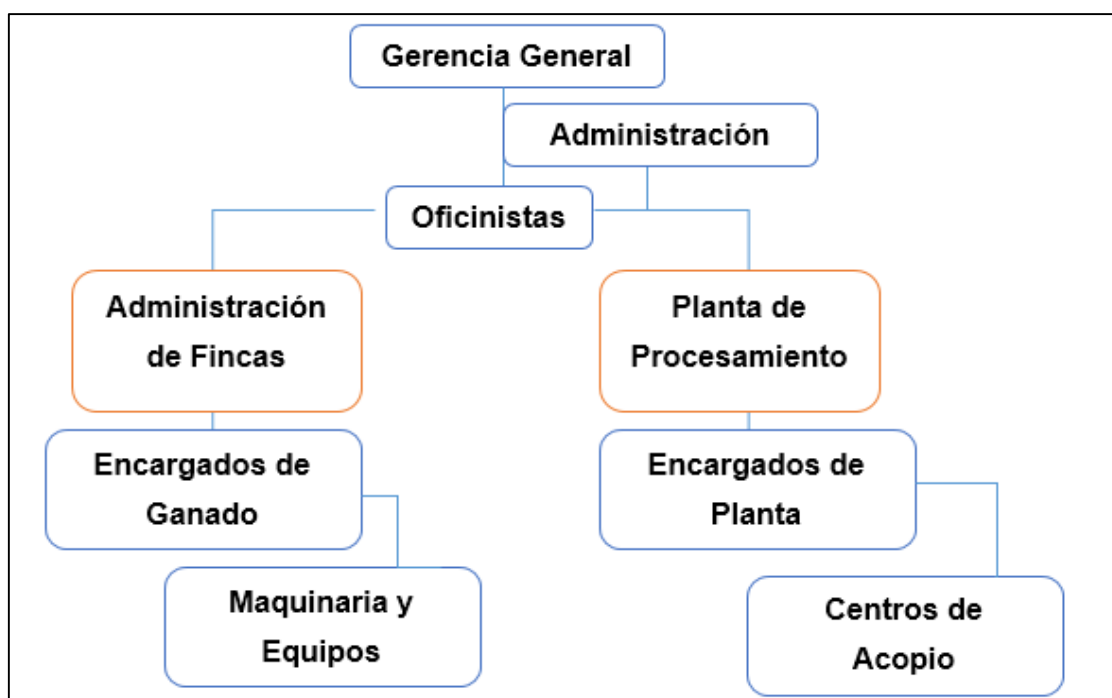 Gerencia General
Administración
Oficinistas
Administración
de Fincas
Planta de
Procesamiento
Encargados de
Ganado
Encargados de
Planta
Maquinaria y
Equipos
Centros de
Acopio